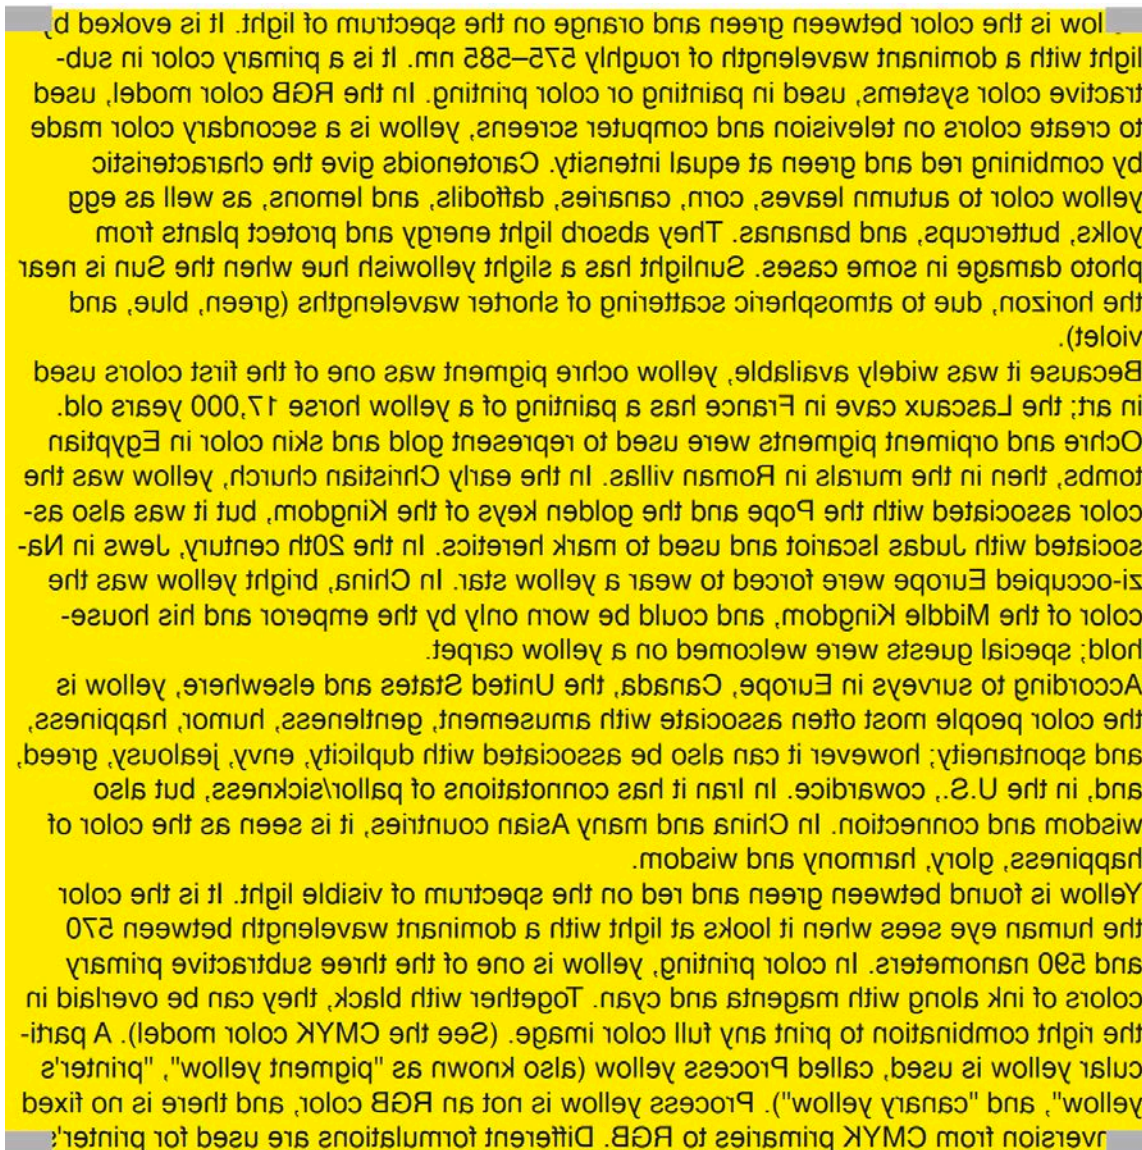 low is the color between green and orange on the spectrum of light. It is evoked by
light with a dominant wavelength of roughly 575–585 nm. It is a primary color in sub-
tractive color systems, used in painting or color printing. In the RGB color model, used
to create colors on television and computer screens, yellow is a secondary color made
by combining red and green at equal intensity. Carotenoids give the characteristic
yellow color to autumn leaves, corn, canaries, daffodils, and lemons, as well as egg
yolks, buttercups, and bananas. They absorb light energy and protect plants from
photo damage in some cases. Sunlight has a slight yellowish hue when the Sun is near
the horizon, due to atmospheric scattering of shorter wavelengths (green, blue, and
violet).
Because it was widely available, yellow ochre pigment was one of the first colors used
in art; the Lascaux cave in France has a painting of a yellow horse 17,000 years old.
Ochre and orpiment pigments were used to represent gold and skin color in Egyptian
tombs, then in the murals in Roman villas. In the early Christian church, yellow was the
color associated with the Pope and the golden keys of the Kingdom, but it was also as-
sociated with Judas Iscariot and used to mark heretics. In the 20th century, Jews in Na-
zi-occupied Europe were forced to wear a yellow star. In China, bright yellow was the
color of the Middle Kingdom, and could be worn only by the emperor and his house-
hold; special guests were welcomed on a yellow carpet.
According to surveys in Europe, Canada, the United States and elsewhere, yellow is
the color people most often associate with amusement, gentleness, humor, happiness,
and spontaneity; however it can also be associated with duplicity, envy, jealousy, greed,
and, in the U.S., cowardice. In Iran it has connotations of pallor/sickness, but also
wisdom and connection. In China and many Asian countries, it is seen as the color of
happiness, glory, harmony and wisdom.
Yellow is found between green and red on the spectrum of visible light. It is the color
the human eye sees when it looks at light with a dominant wavelength between 570
and 590 nanometers. In color printing, yellow is one of the three subtractive primary
colors of ink along with magenta and cyan. Together with black, they can be overlaid in
the right combination to print any full color image. (See the CMYK color model). A parti-
cular yellow is used, called Process yellow (also known as "pigment yellow", "printer's
yellow", and "canary yellow"). Process yellow is not an RGB color, and there is no fixed
nversion from CMYK primaries to RGB. Different formulations are used for printer's